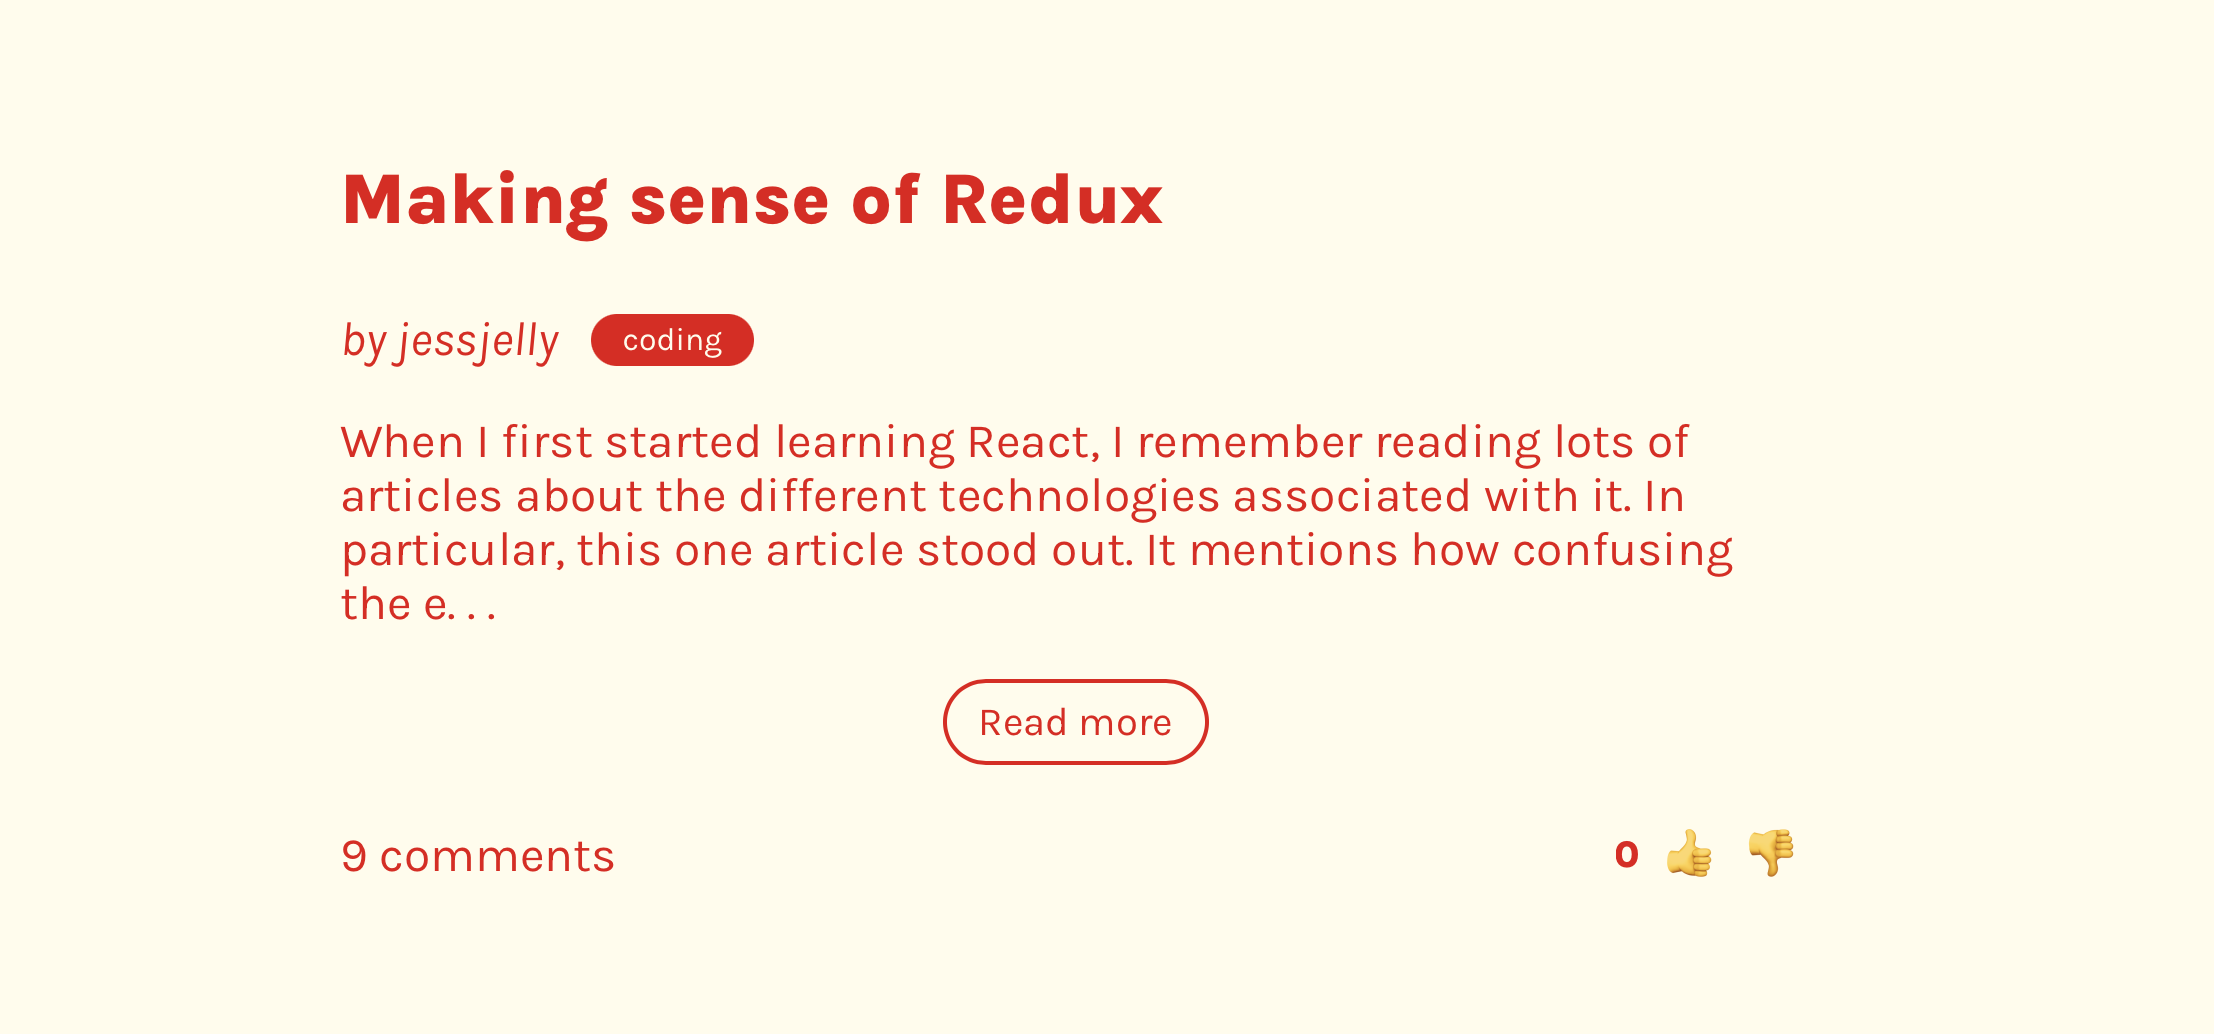 Making sense of Redux
by jessjelly
coding
When I first started learning React, I remember reading lots of
articles about the different technologies associated with it. In
particular, this one article stood out. It mentions how confusing
the e. . .
Read more
9 comments
0 👍 👎